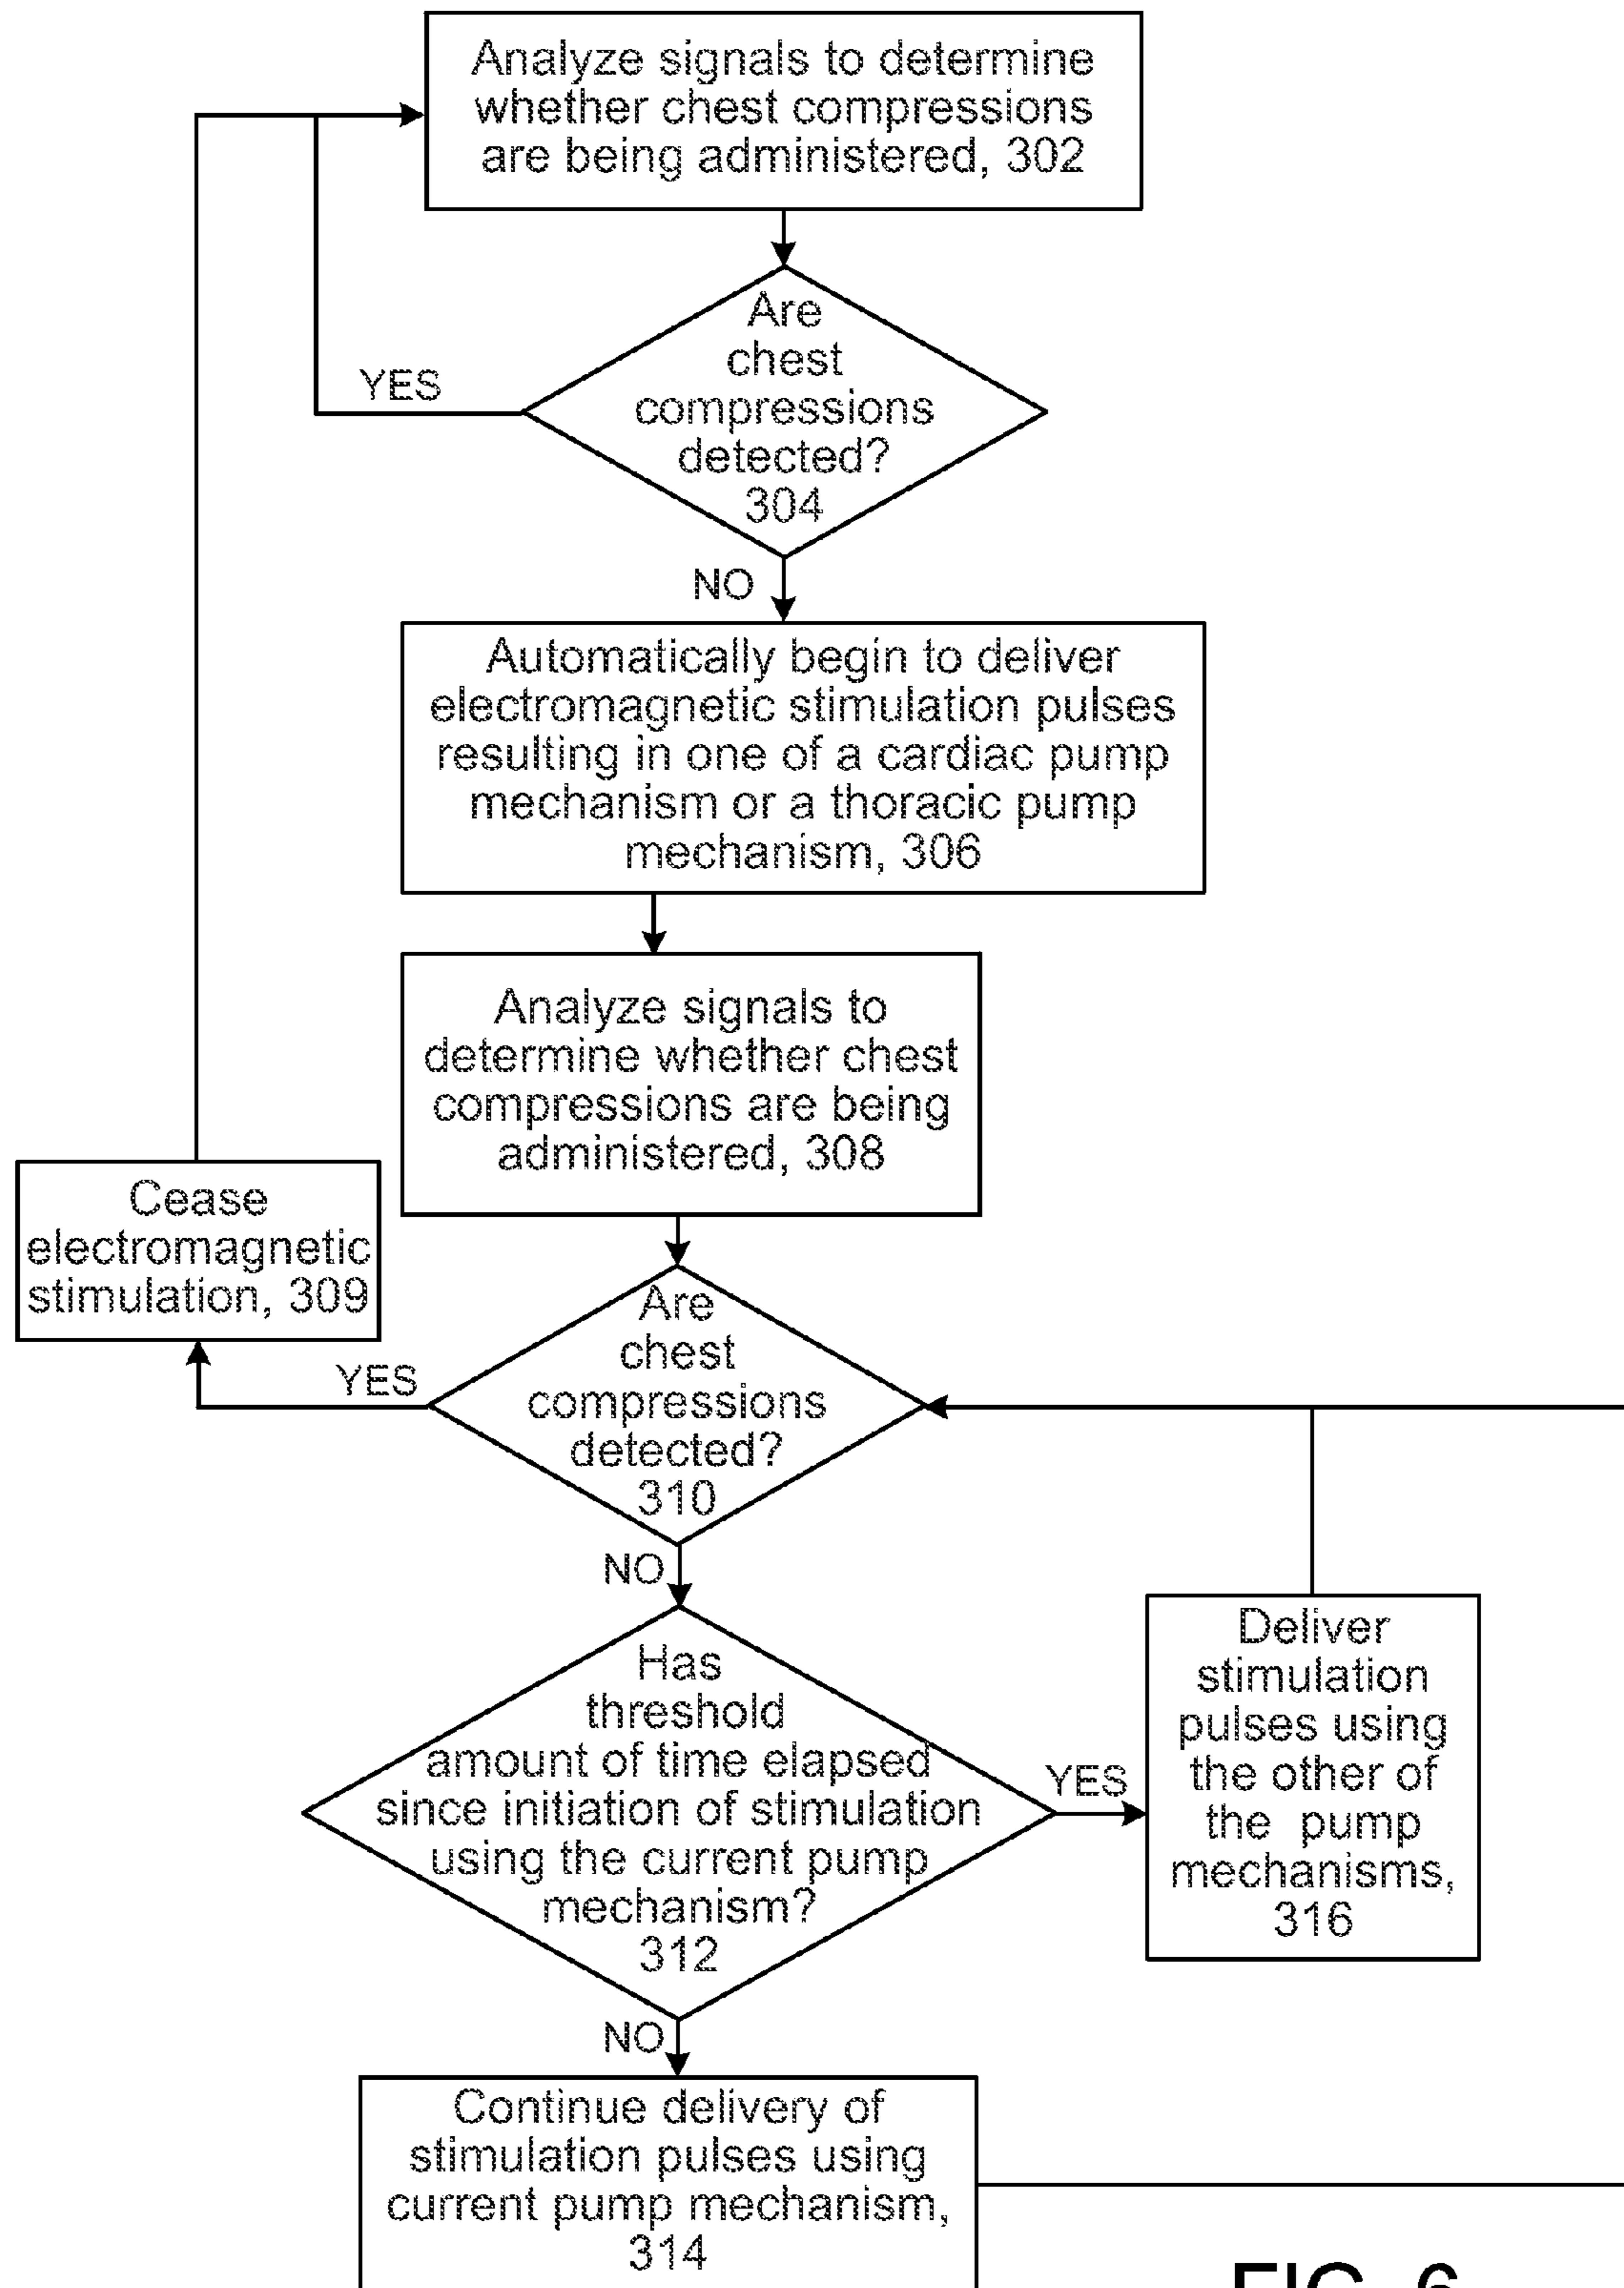 Analyze signals to determine
whether chest compressions
are being administered, 302
Are
chest
compressions
detected?
304
YES
NO
Automatically begin to deliver
electromagnetic stimulation pulses
resulting in one of a cardiac pump
mechanism or a thoracic pump
mechanism, 306
Analyze signals to
determine whether chest
compressions are being
administered, 308
Cease
electromagnetic
stimulation, 309
Are
chest
compressions
detected?
310
YES
NO
Has
threshold
amount of time elapsed
since initiation of stimulation
using the current pump
mechanism?
312
YES
Deliver
stimulation
pulses using
the other of
the pump
mechanisms,
316
NO
Continue delivery of
stimulation pulses using
current pump mechanism,
314
FIG. 6